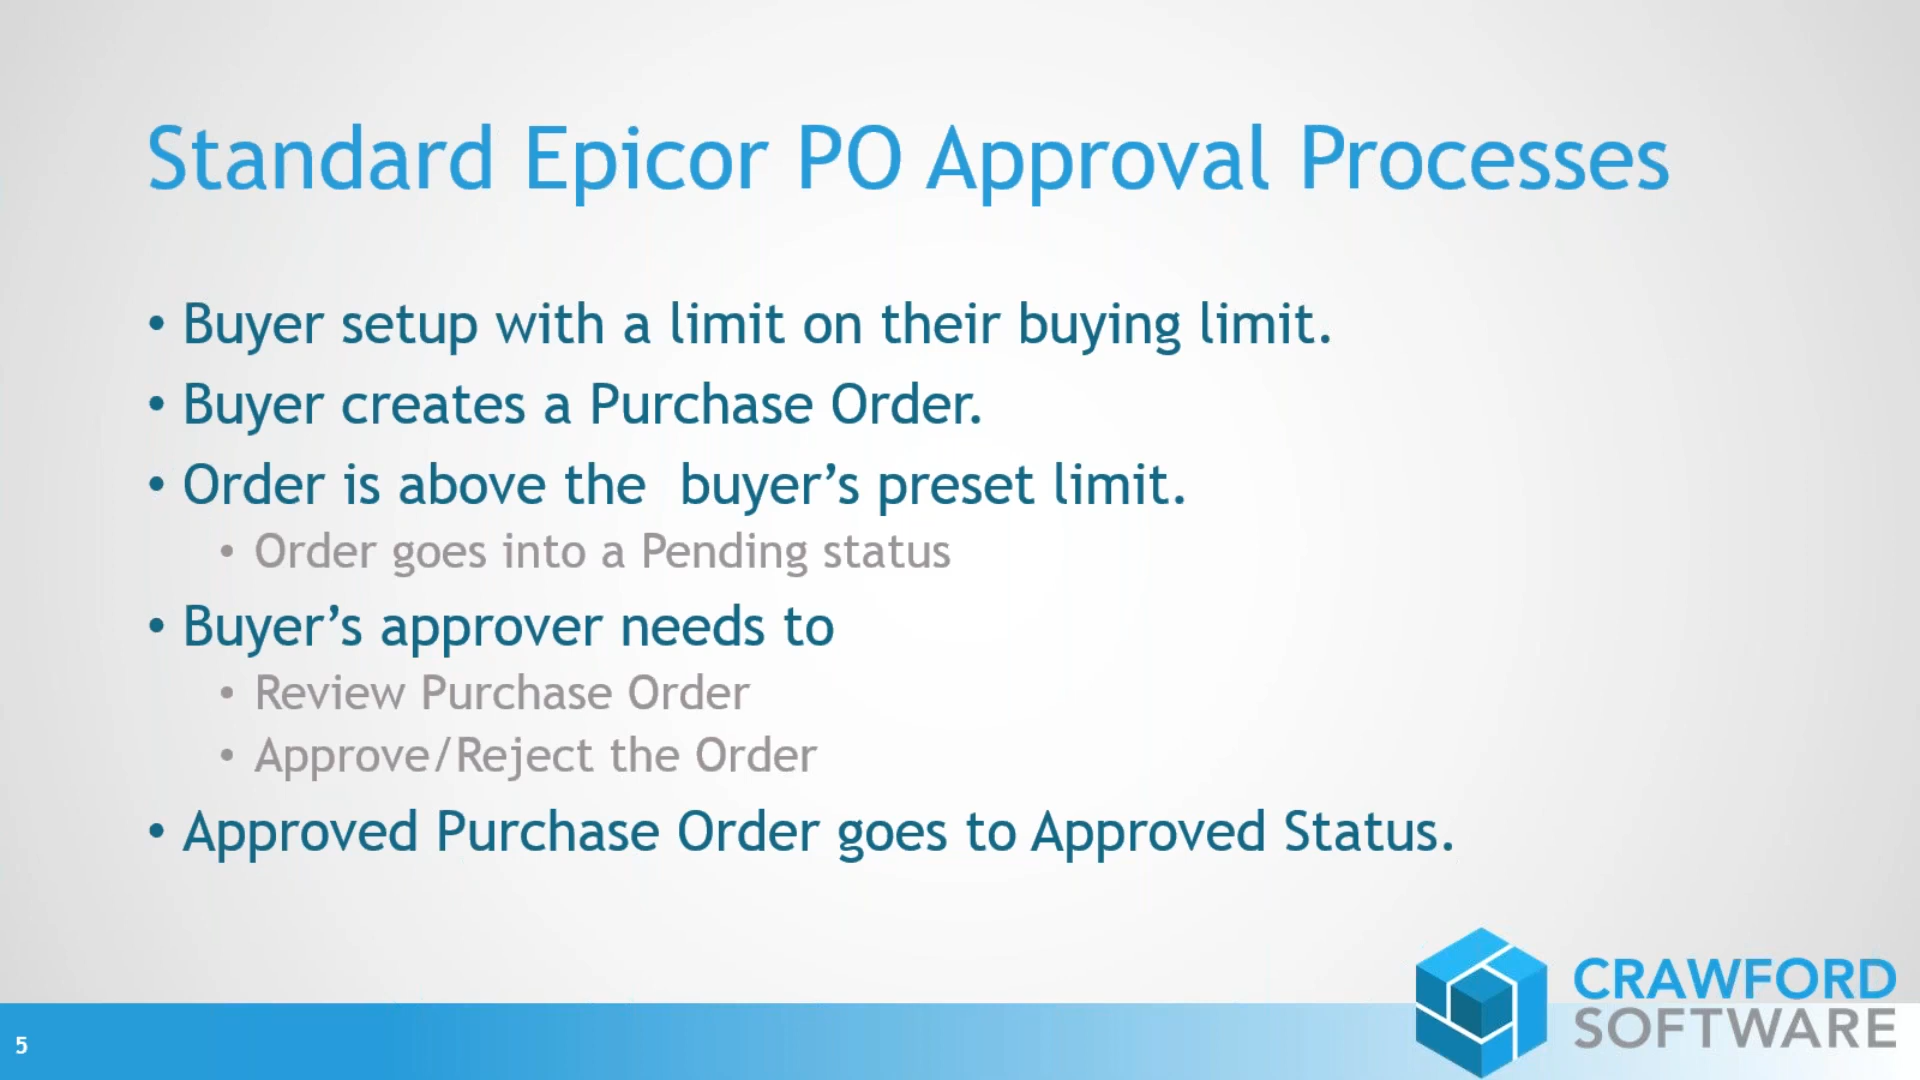 Standard Epicor PO Approval Processes
• Buyer setup with a limit on their buying limit.
• Buyer creates a Purchase Order.
• Order is above the  buyer’s preset limit.
• Order goes into a Pending status
• Buyer’s approver needs to
• Review Purchase Order
• Approve/Reject the Order
• Approved Purchase Order goes to Approved Status.
CRAWFORD
SOFTWARE
5